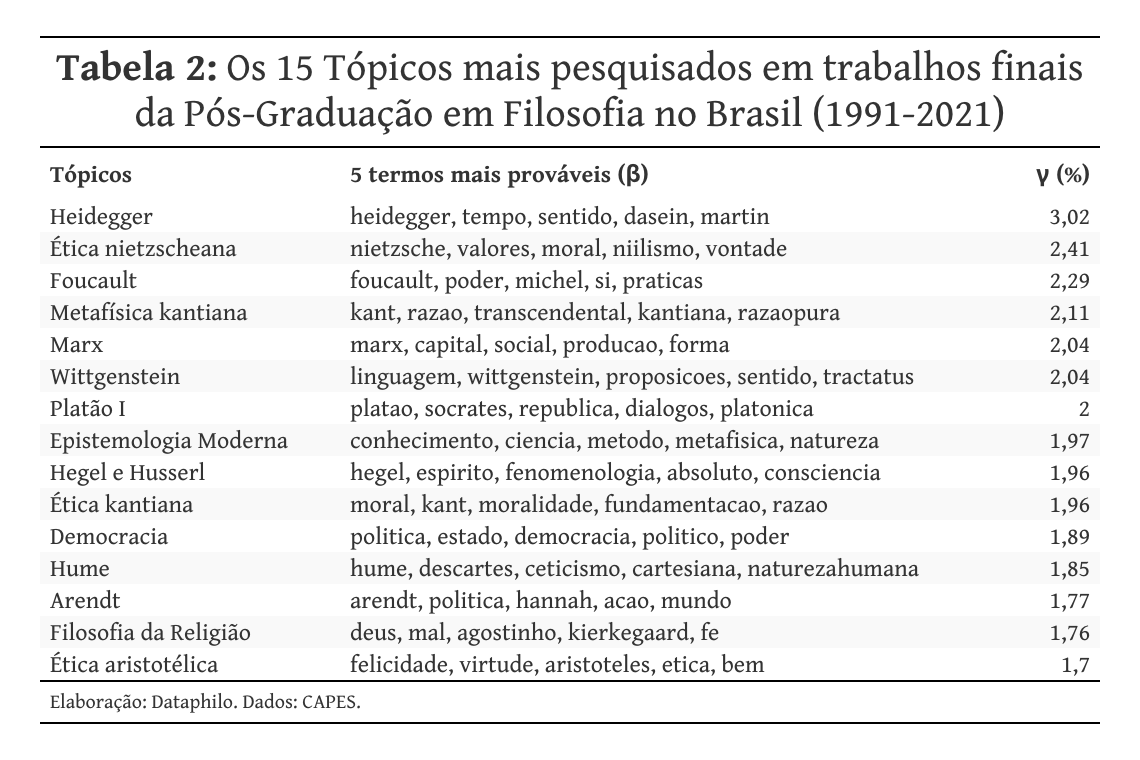 Tabela 2: Os 15 Tópicos mais pesquisados em trabalhos finais
da Pós-Graduação em Filosofia no Brasil (1991-2021)
Tópicos 5 termos mais prováveis (β) γ (%)
Heidegger heidegger, tempo, sentido, dasein, martin 3,02
Ética nietzscheana nietzsche, valores, moral, niilismo, vontade 2,41
Foucault foucault, poder, michel, si, praticas 2,29
Metafísica kantiana kant, razao, transcendental, kantiana, razaopura 2,11
Marx marx, capital, social, producao, forma 2,04
Wittgenstein linguagem, wittgenstein, proposicoes, sentido, tractatus 2,04
Platão I platao, socrates, republica, dialogos, platonica 2
Epistemologia Moderna conhecimento, ciencia, metodo, metafisica, natureza 1,97
Hegel e Husserl hegel, espirito, fenomenologia, absoluto, consciencia 1,96
Ética kantiana moral, kant, moralidade, fundamentacao, razao 1,96
Democracia politica, estado, democracia, politico, poder 1,89
Hume hume, descartes, ceticismo, cartesiana, naturezahumana 1,85
Arendt arendt, politica, hannah, acao, mundo 1,77
Filosofia da Religião deus, mal, agostinho, kierkegaard, fe 1,76
Ética aristotélica felicidade, virtude, aristoteles, etica, bem 1,7
Elaboração: Dataphilo. Dados: CAPES.